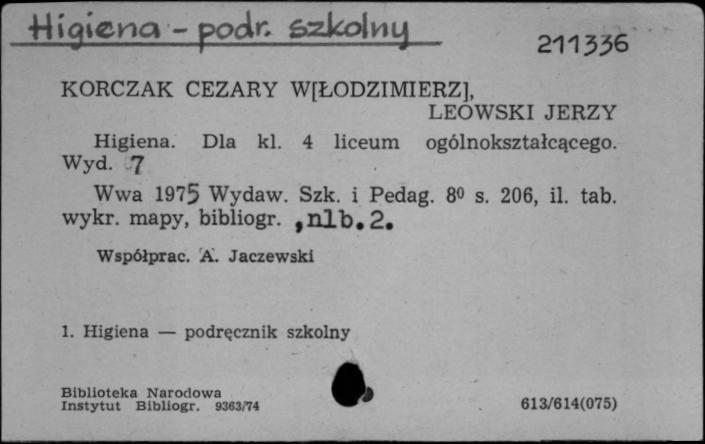 Higiena - podr. szkolny
211336
KORCZAK CEZARY W[ŁODZIMIERZ],
LEOWSKI JERZY
Higiena. Dla kl. 4 liceum ogólnokształcącego.
Wyd. 7
Wwa 1975 Wydaw. Szk. i Pedag. 8⁰ s. 206, il. tab.
wykr. mapy, bibliogr. ,nlb.2.
Współprac. A. Jaczewski
1. Higiena — podręcznik szkolny
Biblioteka Narodowa
Instytut Bibliogr. 9363/74
613/614(075)